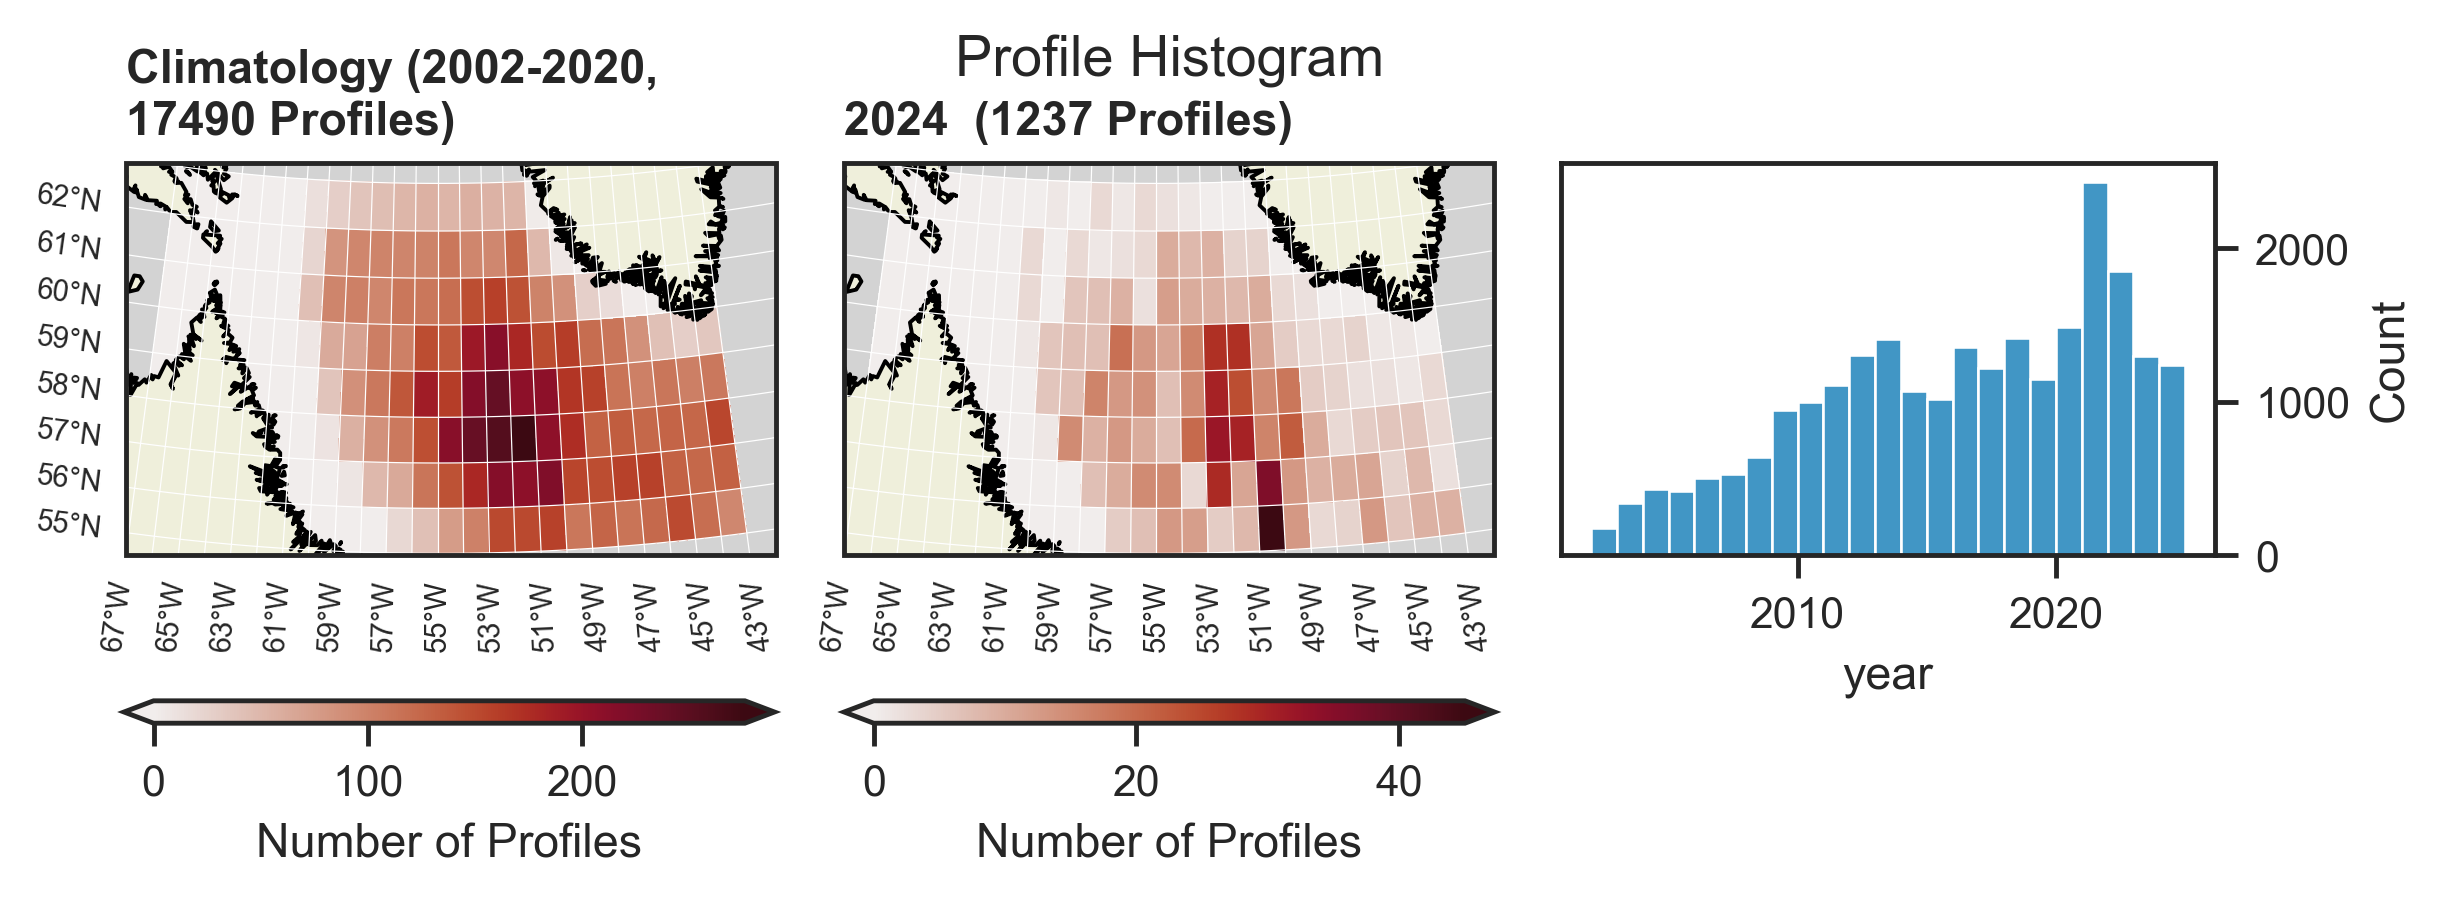 Profile Histogram
Climatology (2002-2020,
17490 Profiles)
2024  (1237 Profiles)
62°N
61°N
60°N
59°N
58°N
57°N
56°N
55°N
67°W
65°W
63°W
61°W
59°W
57°W
55°W
53°W
51°W
49°W
47°W
45°W
43°W
0
100
200
Number of Profiles
67°W
65°W
63°W
61°W
59°W
57°W
55°W
53°W
51°W
49°W
47°W
45°W
43°W
0
20
40
Number of Profiles
2000
1000
0
Count
2010
2020
year